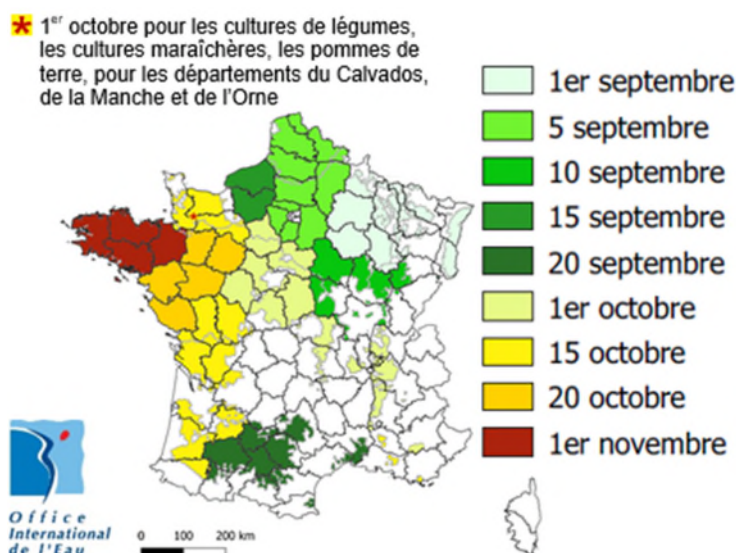 * 1er octobre pour les cultures de légumes,
les cultures maraîchères, les pommes de
terre, pour les départements du Calvados,
de la Manche et de l'Orne
1er septembre
5 septembre
10 septembre
15 septembre
20 septembre
1er octobre
15 octobre
20 octobre
1er novembre
Office
International
de l'Eau
0 100 200 km